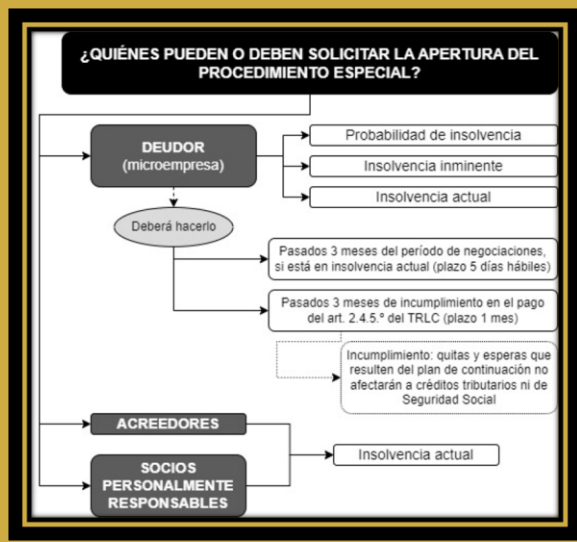 ¿QUIÉNES PUEDEN O DEBEN SOLICITAR LA APERTURA DEL
PROCEDIMIENTO ESPECIAL?
DEUDOR
(microempresa)
Probabilidad de insolvencia
Insolvencia inminente
Insolvencia actual
Deberá hacerlo
Pasados 3 meses del período de negociaciones,
si está en insolvencia actual (plazo 5 días hábiles)
Pasados 3 meses de incumplimiento en el pago
del art. 2.4.5.º del TRLC (plazo 1 mes)
Incumplimiento: quitas y esperas que
resulten del plan de continuación no
afectarán a créditos tributarios ni de
Seguridad Social
ACREEDORES
SOCIOS
PERSONALMENTE
RESPONSABLES
Insolvencia actual